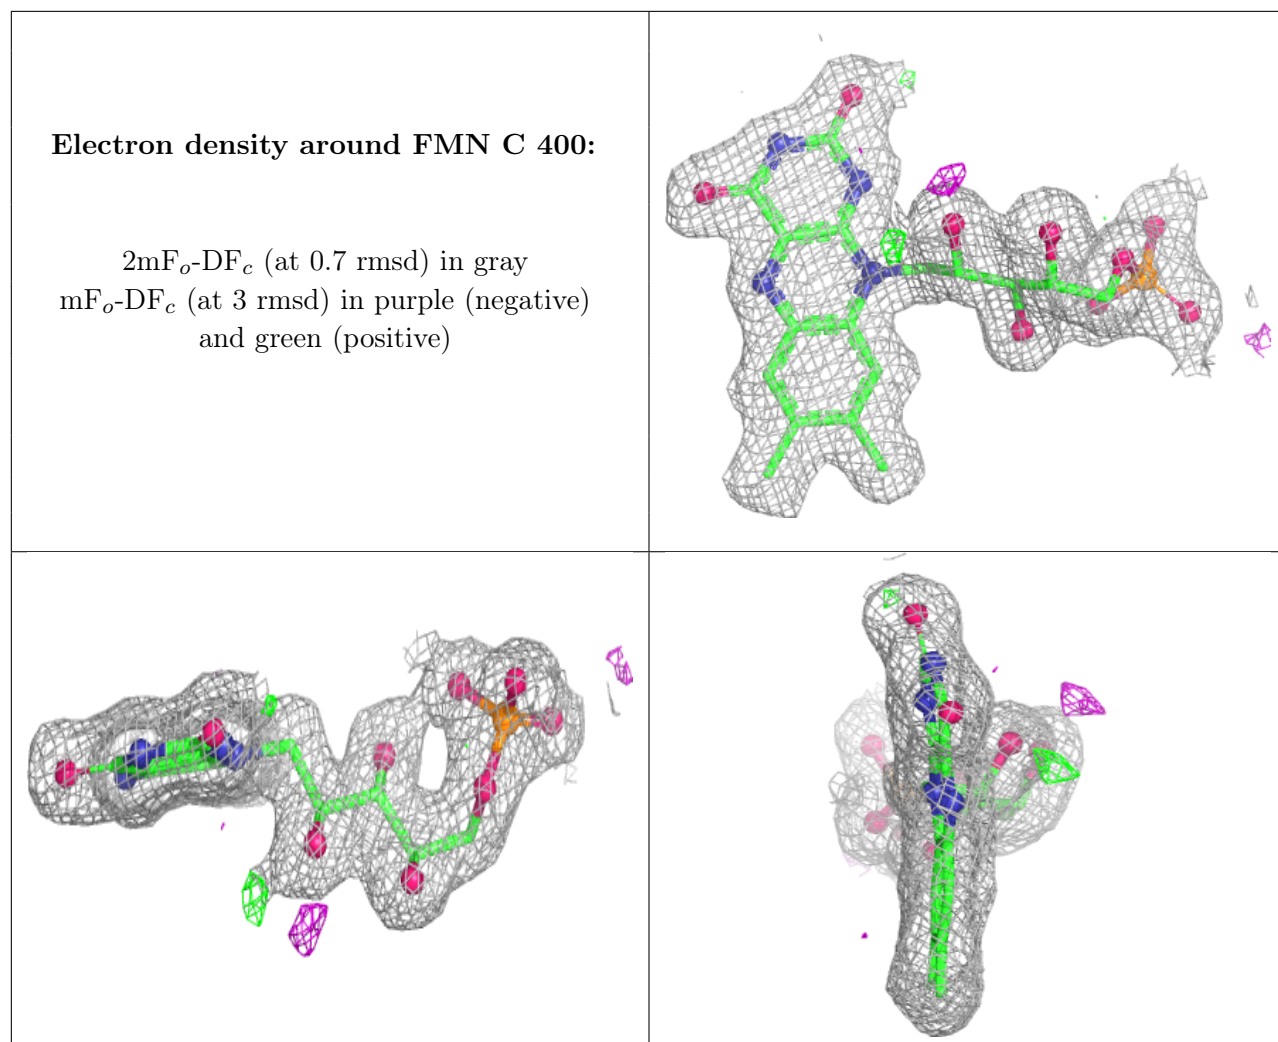 Electron density around FMN C 400:
2mFo-DFc (at 0.7 rmsd) in gray
mFo-DFc (at 3 rmsd) in purple (negative)
and green (positive)